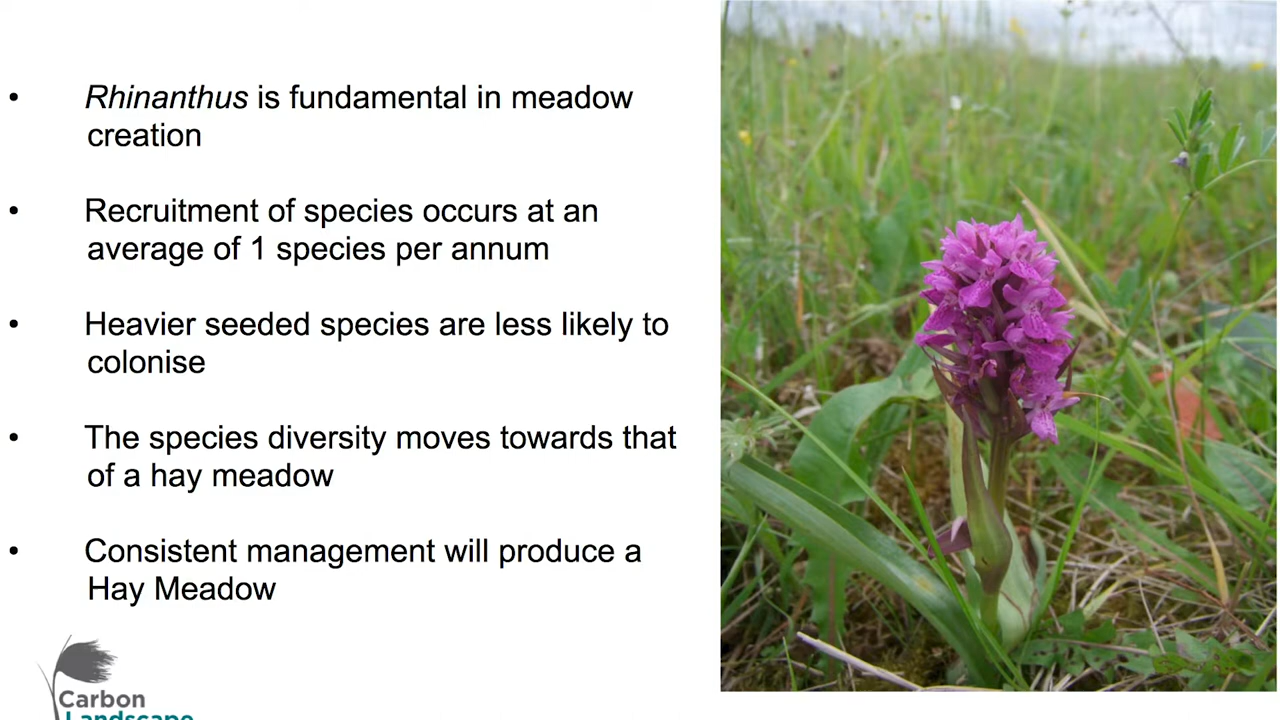 • Rhinanthus is fundamental in meadow
creation
• Recruitment of species occurs at an
average of 1 species per annum
• Heavier seeded species are less likely to
colonise
• The species diversity moves towards that
of a hay meadow
• Consistent management will produce a
Hay Meadow
Carbon
Landscape